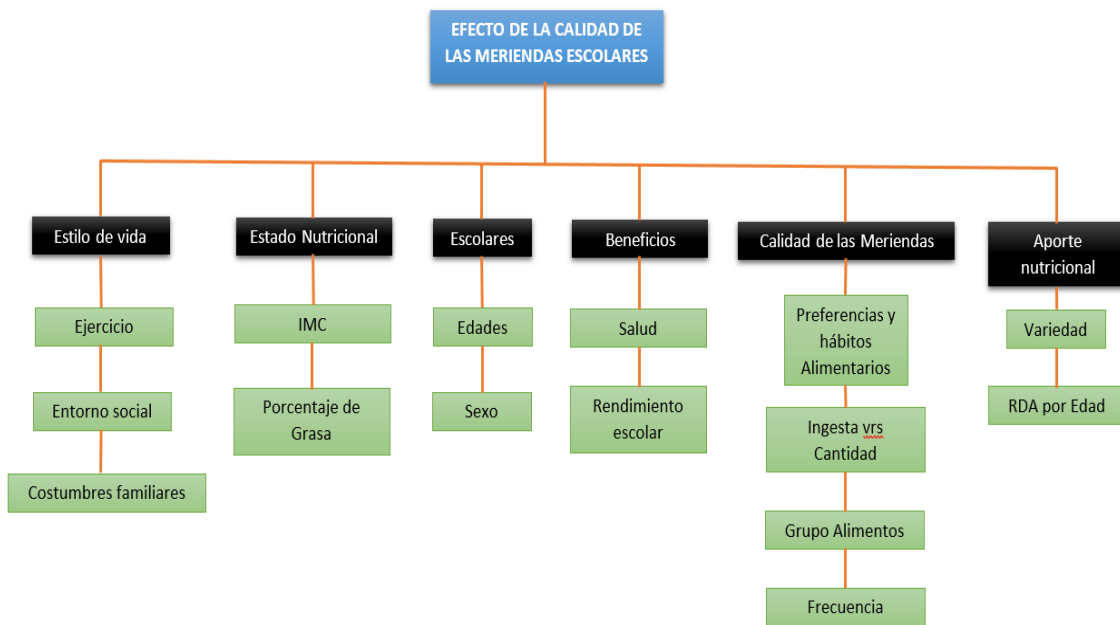 EFECTO DE LA CALIDAD DE
LAS MERIENDAS ESCOLARES
Estilo de vida
Ejercicio
Entorno social
Costumbres familiares
Estado Nutricional
IMC
Porcentaje de
Grasa
Escolares
Edades
Sexo
Beneficios
Salud
Rendimiento
escolar
Calidad de las Meriendas
Preferencias y
hábitos
Alimentarios
Ingesta vrs
Cantidad
Grupo Alimentos
Frecuencia
Aporte
nutricional
Variedad
RDA por Edad